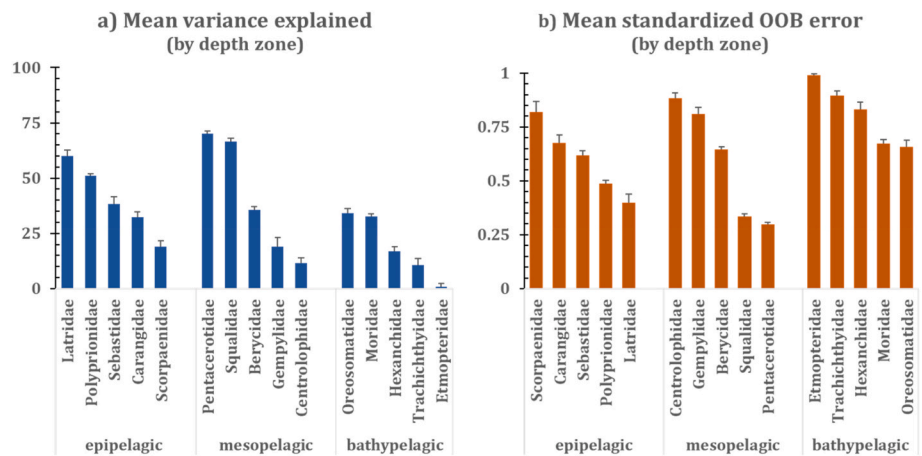 a) Mean variance explained
(by depth zone)
100
75
50
25
0
Latridae
Polyprionidae
Sebastidae
Carangidae
Scorpaenidae
Pentacerotidae
Squalidae
Berycidae
Gempylidae
Centrolophidae
Oreosomatidae
Moridae
Hexanchidae
Trachichthyidae
Etmopteridae
epipelagic
mesopelagic
bathypelagic
b) Mean standardized OOB error
(by depth zone)
1
0.75
0.5
0.25
0
Scorpaenidae
Carangidae
Sebastidae
Polyprionidae
Latridae
Centrolophidae
Gempylidae
Berycidae
Squalidae
Pentacerotidae
Etmopteridae
Trachichthyidae
Hexanchidae
Moridae
Oreosomatidae
epipelagic
mesopelagic
bathypelagic